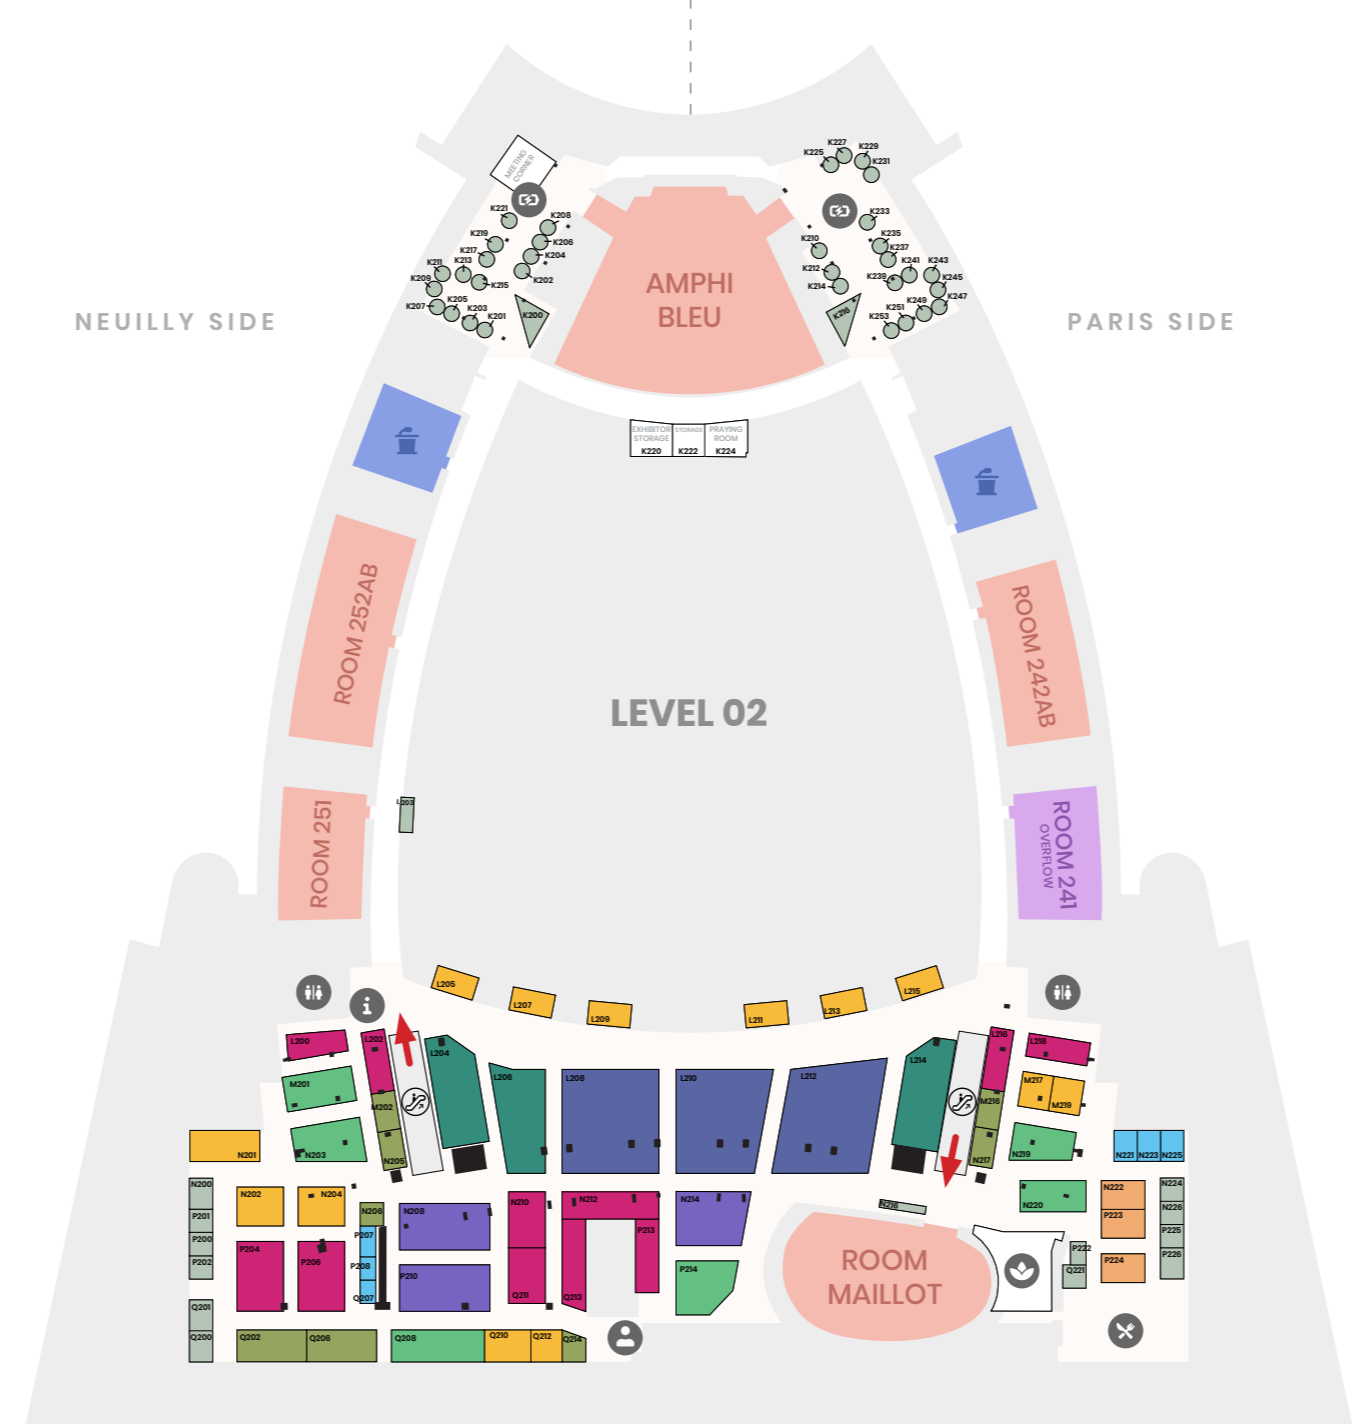 MEETING
CORNER
K221
K208
K219
K206
K217
K204
K211
K213
K202
K209
K215
K207
K205
K203
K201
K200
K225
K227
K229
K231
K233
K210
K235
K237
K212
K241
K243
K239
K245
K214
K247
K249
K251
K253
K216
AMPHI
BLEU
NEUILLY SIDE
PARIS SIDE
EXHIBITOR
STORAGE
K220
STORAGE
K222
PRAYING
ROOM
K224
ROOM 252AB
ROOM 242AB
LEVEL 02
ROOM 251
L203
ROOM 241
OVERFLOW
L205
L207
L209
L211
L213
L215
L200
L202
L204
L206
L208
L210
L212
L214
L216
L218
M201
M202
M216
M217
M219
N201
N203
N205
N217
N219
N221
N223
N225
N200
N202
N204
N206
N208
N210
N212
N214
N216
N220
N222
N224
N226
P201
P200
P202
P204
P206
P207
P208
Q207
P210
Q211
Q213
P213
P214
P222
Q221
P223
P224
P225
P226
ROOM
MAILLOT
Q201
Q200
Q202
Q206
Q208
Q210
Q212
Q214